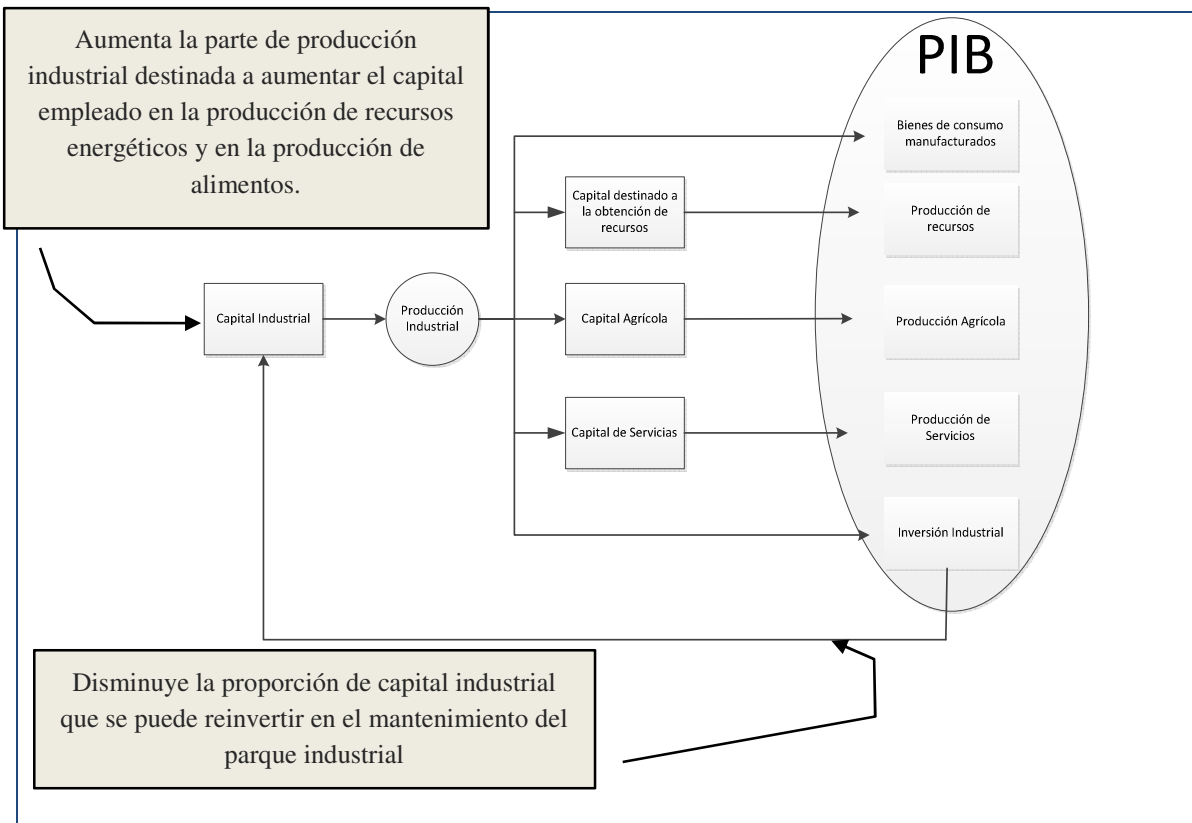 Aumenta la parte de producción
industrial destinada a aumentar el capital
empleado en la producción de recursos
energéticos y en la producción de
alimentos.
PIB
Bienes de consumo
manufacturados
Capital destinado a
la obtención de
recursos
Producción de
recursos
Capital Industrial
Producción
Industrial
Capital Agrícola
Producción Agrícola
Capital de Servicias
Producción de
Servicios
Inversión Industrial
Disminuye la proporción de capital industrial
que se puede reinvertir en el mantenimiento del
parque industrial